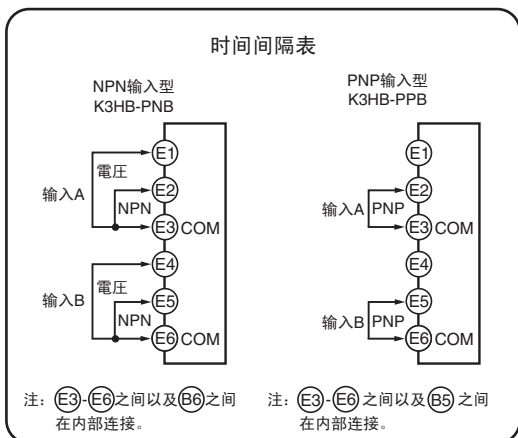 时间间隔表
NPN输入型
K3HB-PNB
PNP输入型
K3HB-PPB
输入A
電圧
NPN
E1
E2
E3 COM
输入B
電圧
NPN
E4
E5
E6 COM
输入A
PNP
E1
E2
E3 COM
输入B
PNP
E4
E5
E6 COM
注：E3-E6之间以及B6之间
在内部连接。
注：E3-E6之间以及B5之间
在内部连接。